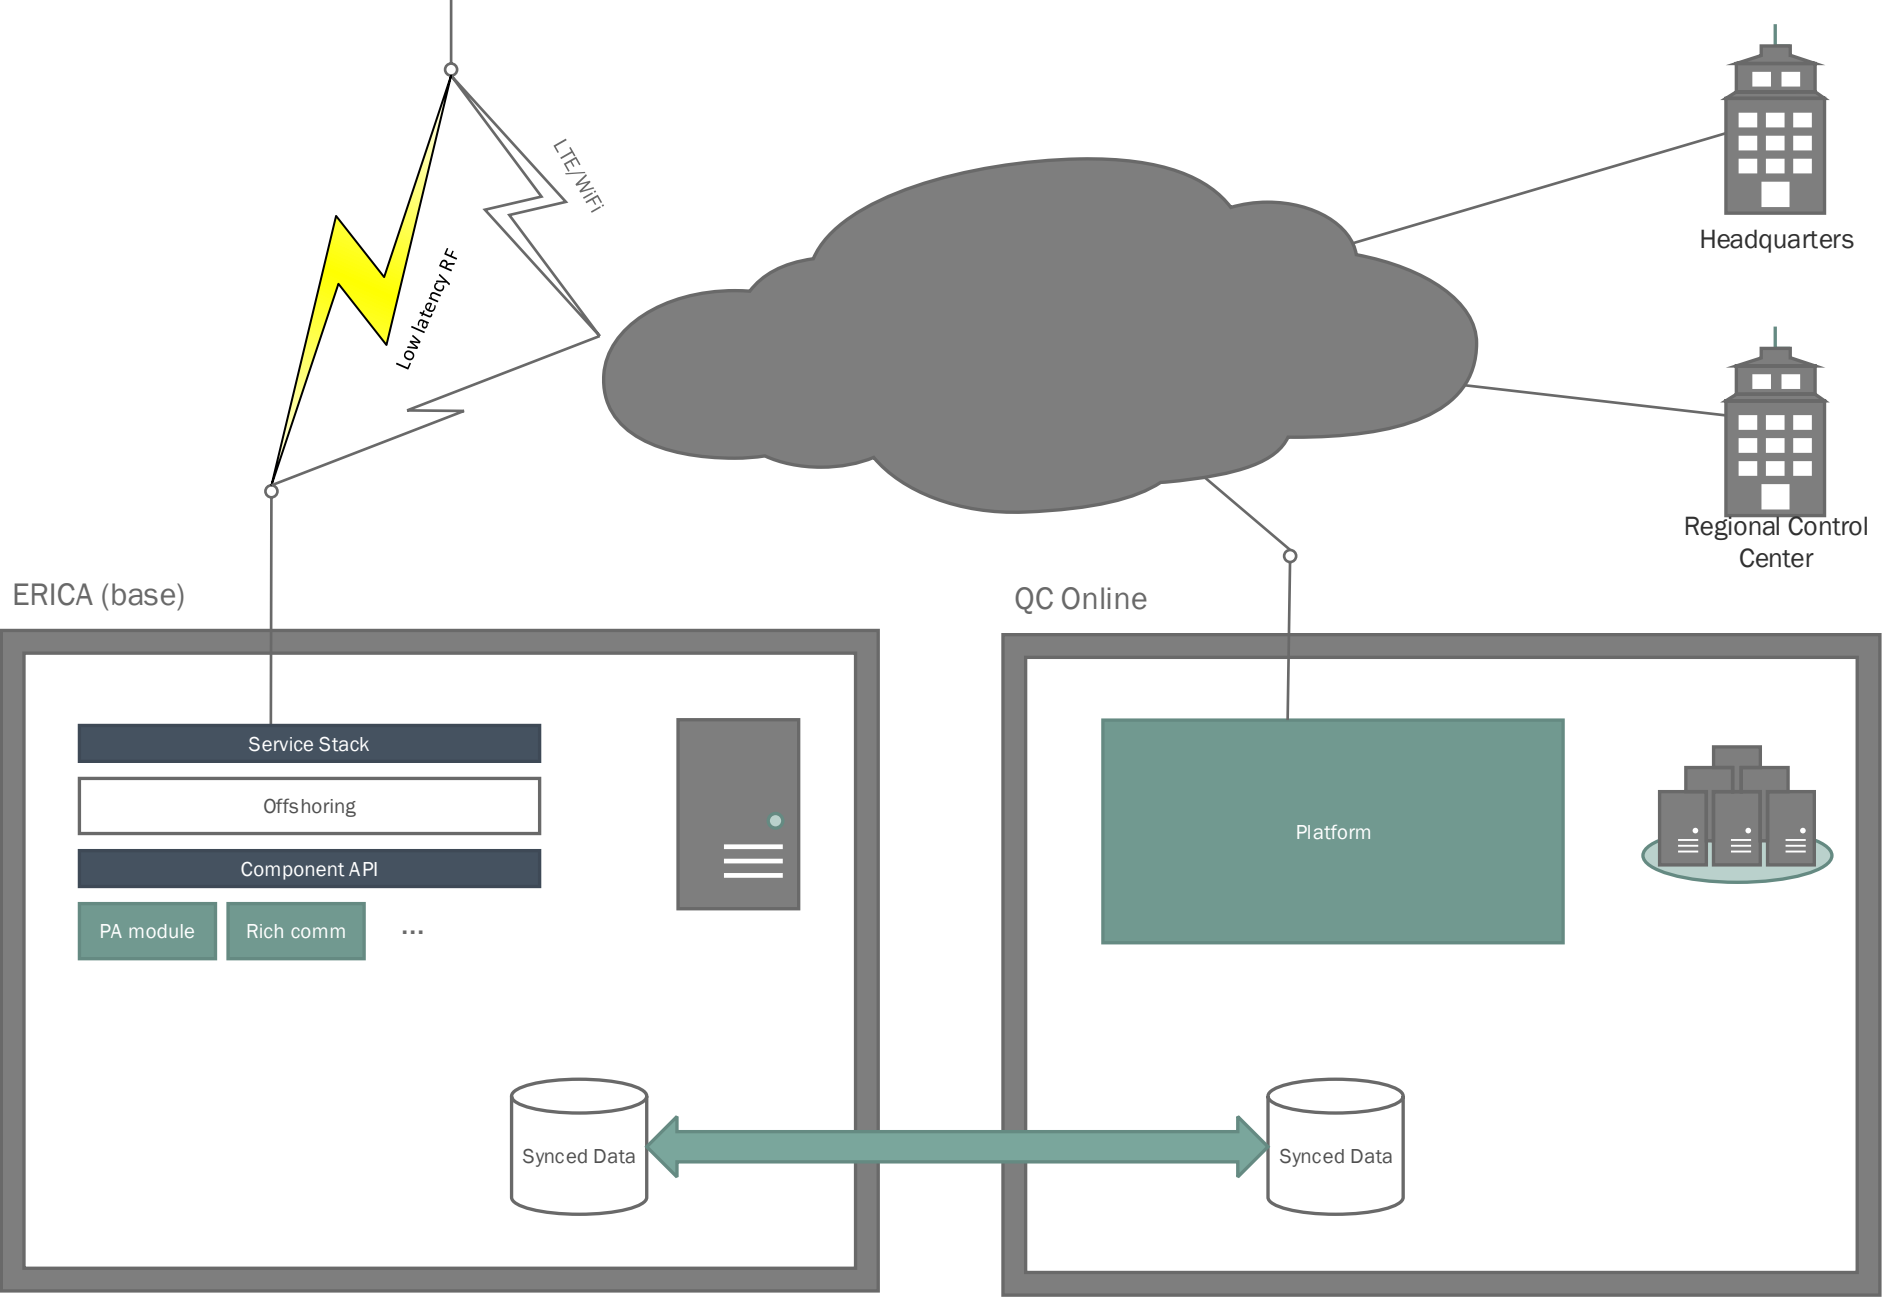 LTE/WiFi
Headquarters
Low latency RF
Regional Control
Center
ERICA (base)
QC Online
Service Stack
Offshoring
Component API
PA module
Rich comm
...
Platform
Synced Data
Synced Data